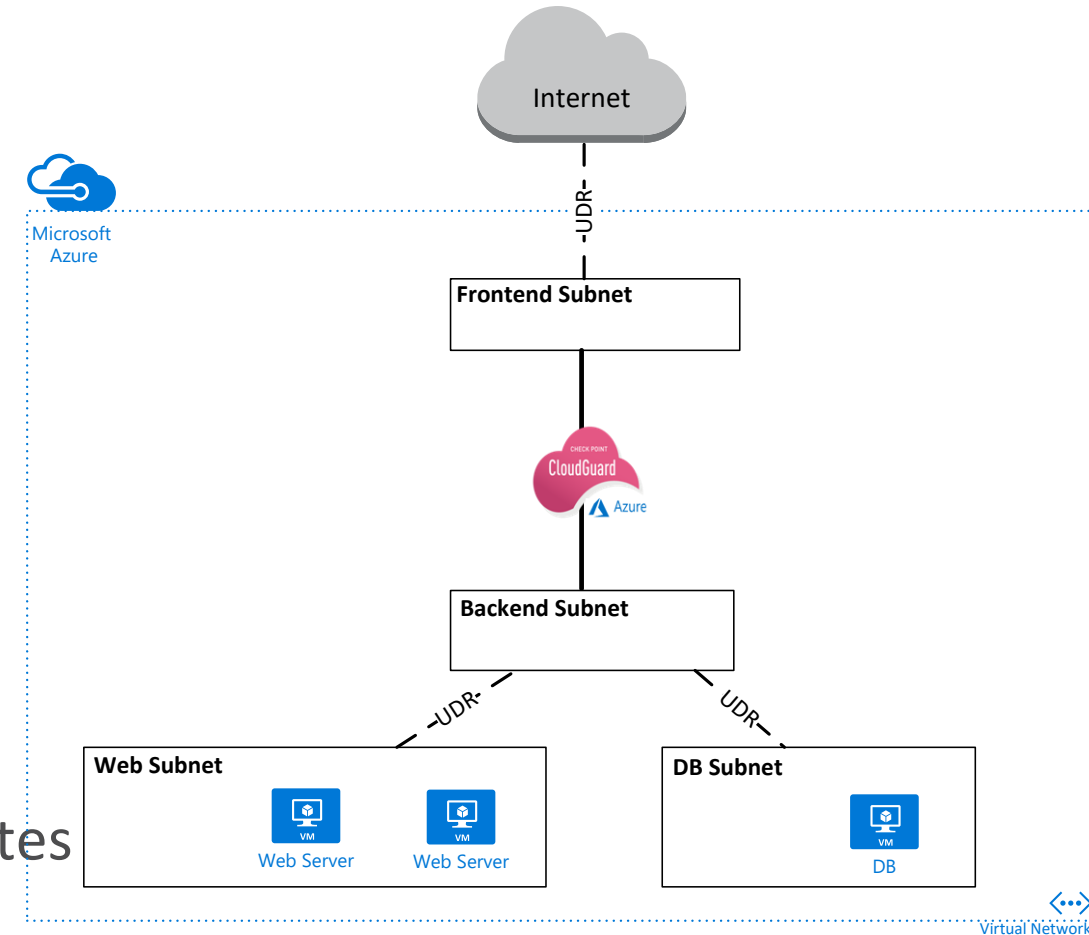 Internet
UDR
Microsoft
Azure
Frontend Subnet
CHECK POINT
CloudGuard
Azure
Backend Subnet
UDR
UDR
Web Subnet
DB Subnet
VM
VM
VM
Web Server
Web Server
DB
tes
Virtual Network